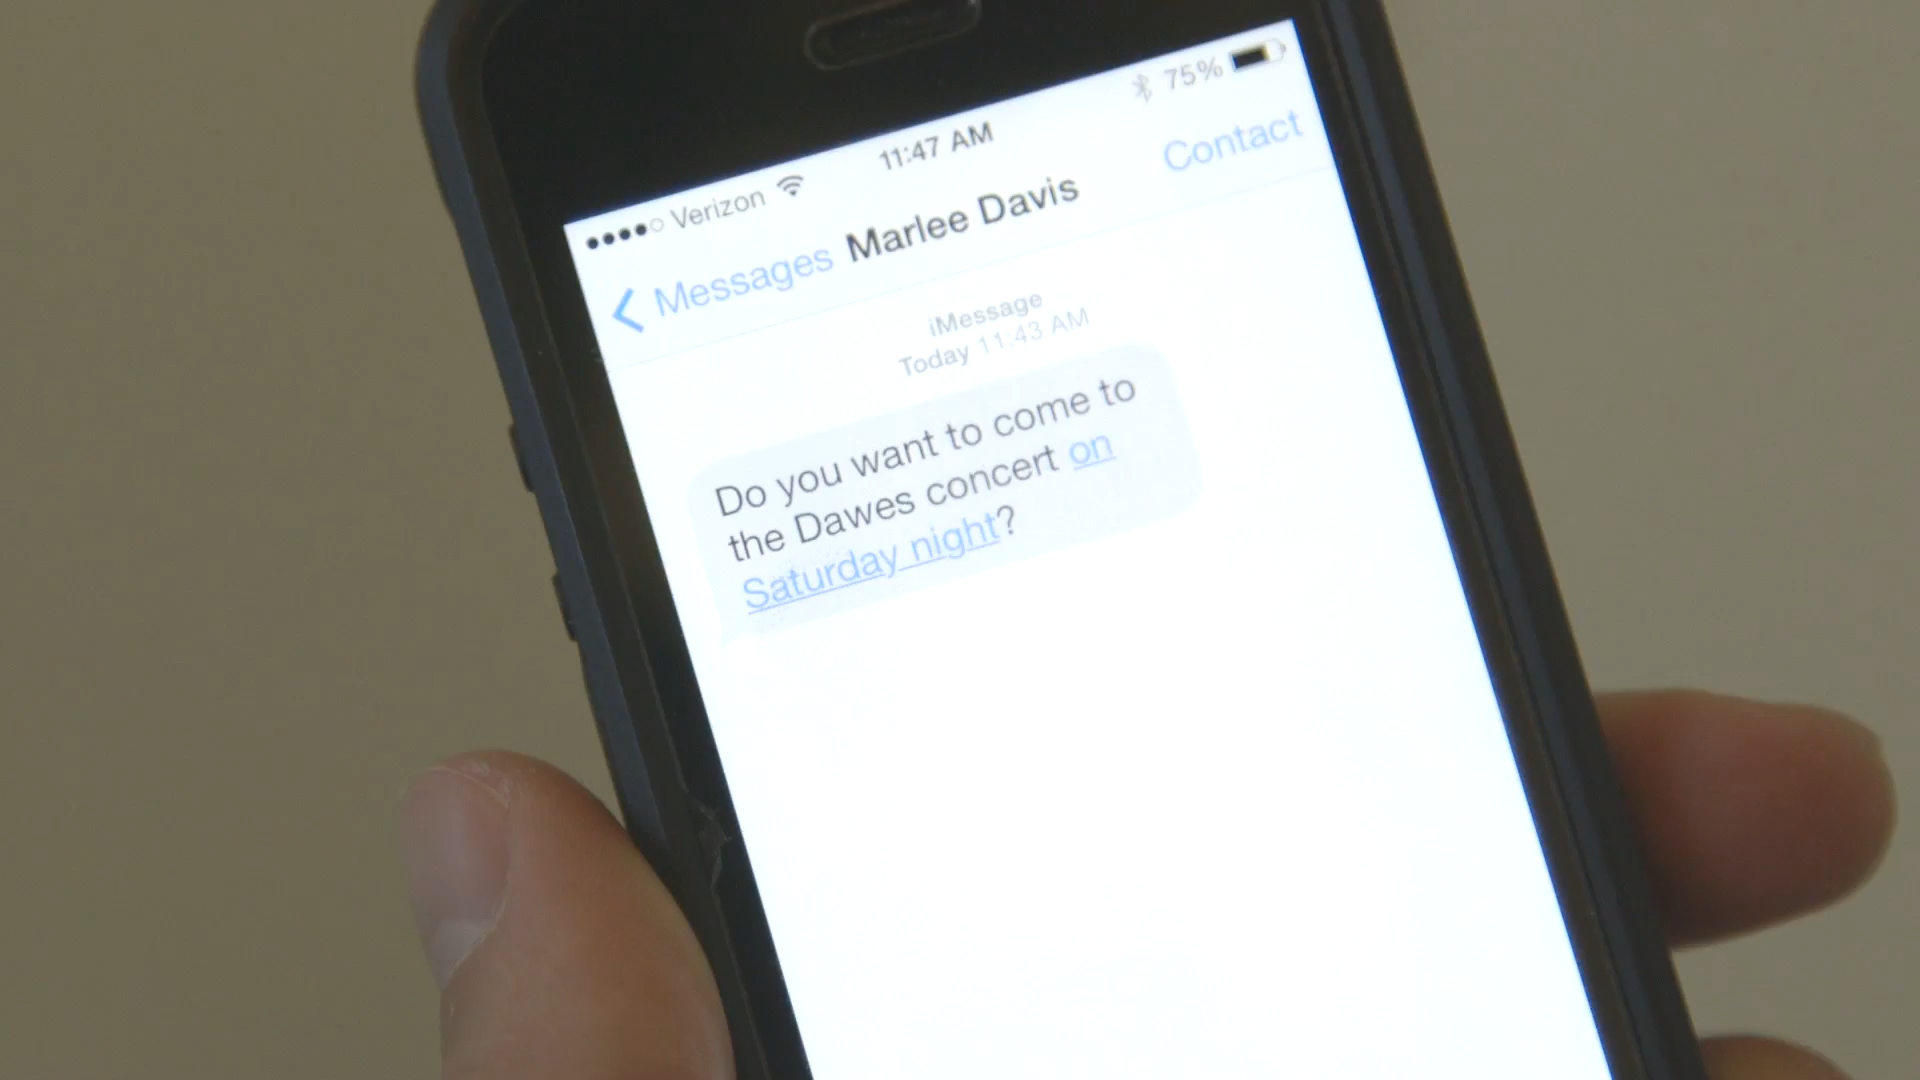 Verizon 11:47 AM 75%
Messages Marlee Davis Contact
iMessage
Today 11:43 AM
Do you want to come to
the Dawes concert on
Saturday night?